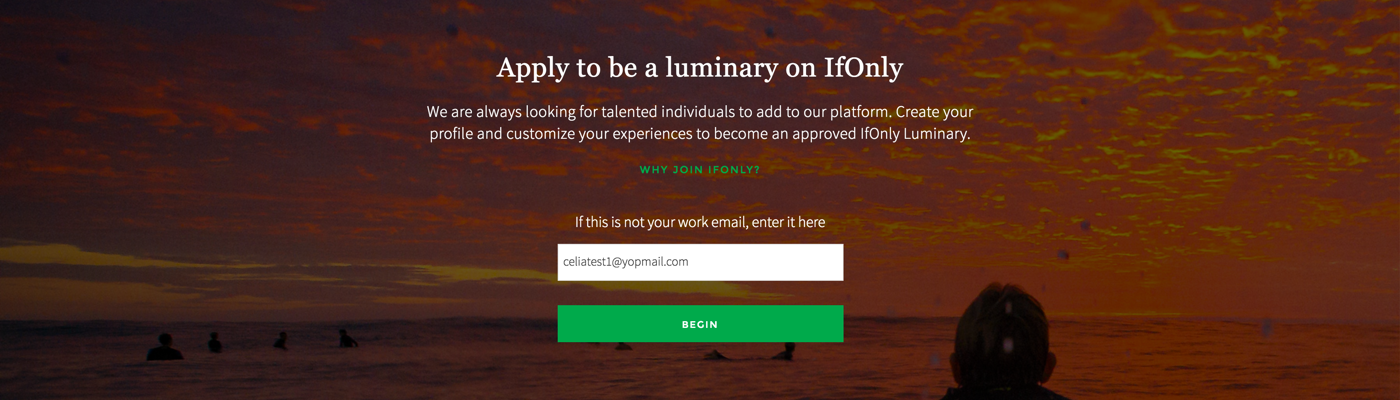 Apply to be a luminary on IfOnly
We are always looking for talented individuals to add to our platform. Create your
profile and customize your experiences to become an approved IfOnly Luminary.
WHY JOIN IFONLY?
If this is not your work email, enter it here
celiatest1@yopmail.com
BEGIN